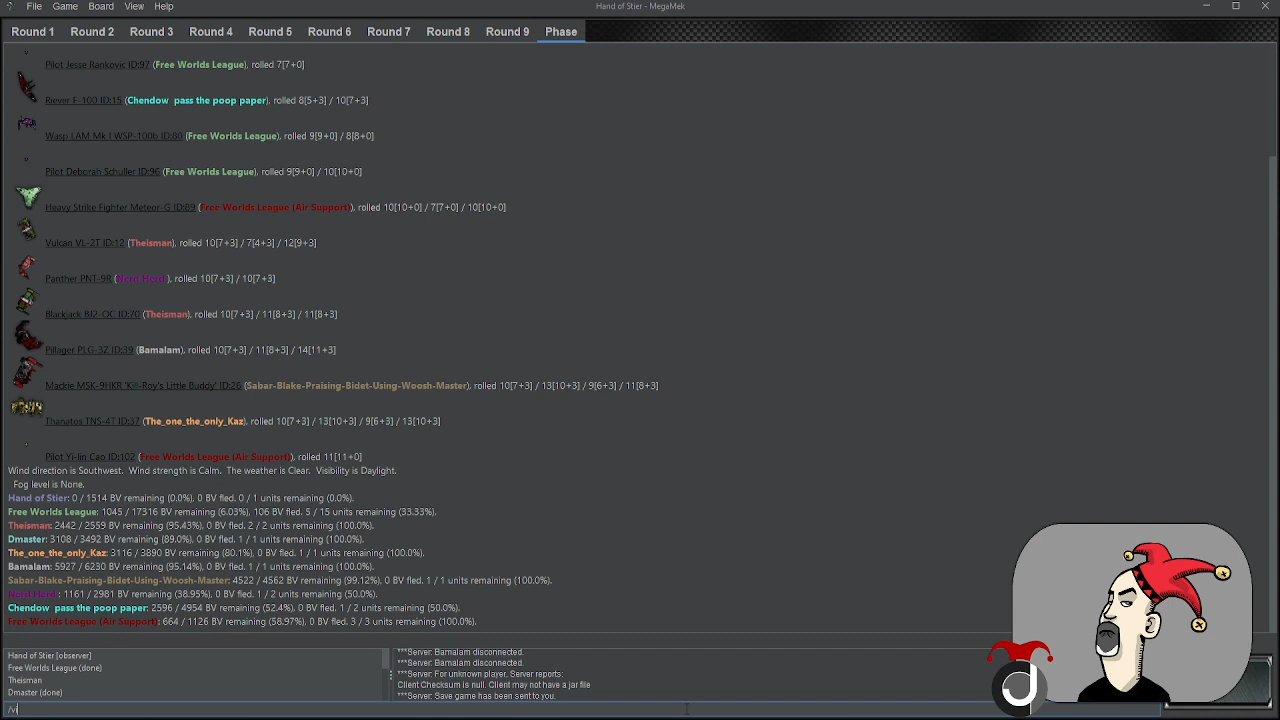 File Game Board View Help
Hand of Stier - MegaMek
Round 1 Round 2 Round 3 Round 4 Round 5 Round 6 Round 7 Round 8 Round 9 Phase
Pilot Jesse Rankovic ID:97 (Free Worlds League), rolled 7[7+0]
Riever F-100 ID:15 (Chendow pass the poop paper), rolled 8[5+3] / 10[7+3]
Wasp LAM Mk I WSP-100b ID:80 (Free Worlds League), rolled 9[9+0] / 8[8+0]
Pilot Deborah Schuller ID:96 (Free Worlds League), rolled 9[9+0] / 10[10+0]
Heavy Strike Fighter Meteor-G ID:89 (Free Worlds League (Air Support)), rolled 10[10+0] / 7[7+0] / 10[10+0]
Vulcan VL-2T ID:12 (Theisman), rolled 10[7+3] / 7[4+3] / 12[9+3]
Panther PNT-9R (Nerd Herd ), rolled 10[7+3] / 10[7+3]
Blackjack BJ2-OC ID:70 (Theisman), rolled 10[7+3] / 11[8+3] / 11[8+3]
Pillager PLG-3Z ID:39 (Bamalam), rolled 10[7+3] / 11[8+3] / 14[11+3]
Mackie MSK-9HKR Little Buddy' ID:26 (Sabar-Blake-Praising-Bidet-Using-Woosh-Master), rolled 10[7+3] / 13[10+3] / 9[6+3] / 11[8+3]
Thanatos TNS-4T ID:37 (The_one_the_only_Kaz), rolled 10[7+3] / 13[10+3] / 9[6+3] / 13[10+3]
Pilot Yi-lin Cao ID:102 (Free Worlds League (Air Support)), rolled 11[11+0]
Wind direction is Southwest. Wind strength is Calm. The weather is Clear. Visibility is Daylight.
Fog level is None.
Hand of Stier: 0 / 1514 BV remaining (0.0%). 0 BV fled. 0 / 1 units remaining (0.0%).
Free Worlds League: 1045 / 17316 BV remaining (6.03%). 106 BV fled. 5 / 15 units remaining (33.33%).
Theisman: 2442 / 2559 BV remaining (95.43%). 0 BV fled. 2 / 2 units remaining (100.0%).
Dmaster: 3108 / 3492 BV remaining (89.0%). 0 BV fled. 1 / 1 units remaining (100.0%).
The_one_the_only_Kaz: 3116 / 3890 BV remaining (80.1%). 0 BV fled. 1 / 1 units remaining (100.0%).
Bamalam: 5927 / 6230 BV remaining (95.14%). 0 BV fled. 1 / 1 units remaining (100.0%).
Sabar-Blake-Praising-Bidet-Using-Woosh-Master: 4522 / 4562 BV remaining (99.12%). 0 BV fled. 1 / 1 units remaining (100.0%).
Nerd Herd : 1161 / 2981 BV remaining (38.95%). 0 BV fled. 1 / 2 units remaining (50.0%).
Chendow pass the poop paper: 2596 / 4954 BV remaining (52.4%). 0 BV fled. 1 / 2 units remaining (50.0%).
Free Worlds League (Air Support): 664 / 1126 BV remaining (58.97%). 0 BV fled. 3 / 3 units remaining (100.0%).
Hand of Stier [observer]
Free Worlds League (done)
Theisman
Dmaster (done)
***Server: Bamalam disconnected.
***Server: Bamalam disconnected.
***Server: For unknown player, Server reports:
Client Checksum is null. Client may not have a jar file
***Server: Save game has been sent to you.
/vi